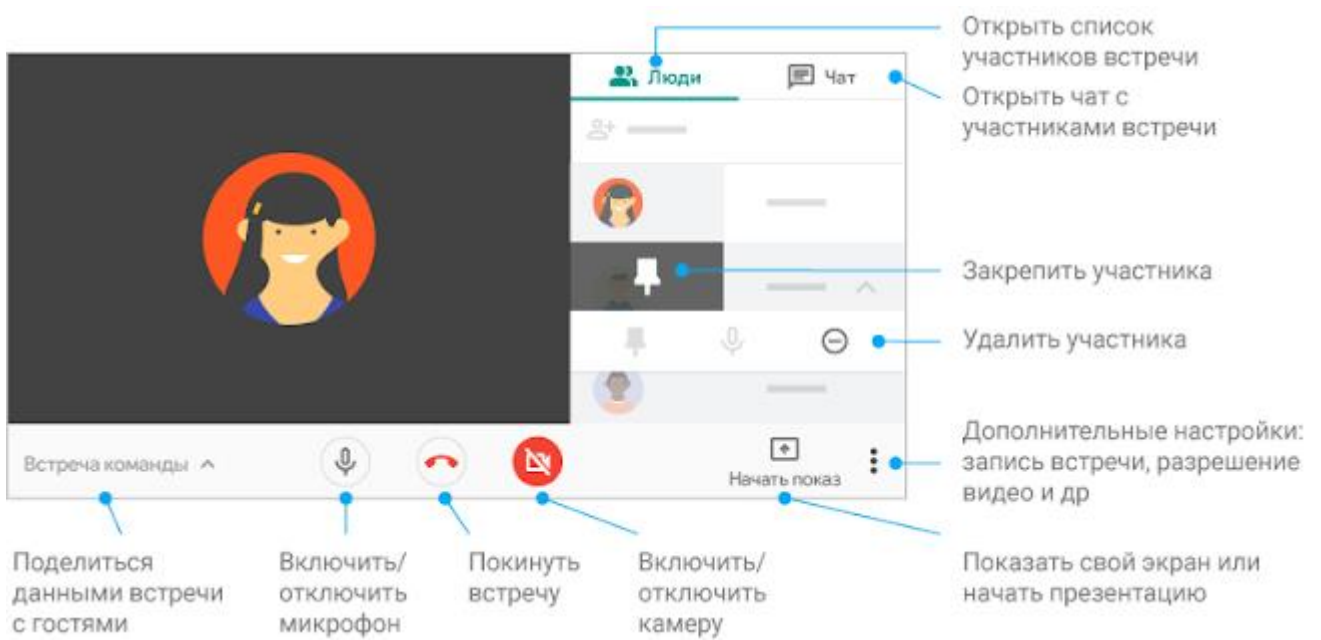 Открыть список
участников встречи
Люди
Чат
Открыть чат с
участниками встречи
Закрепить участника
Удалить участника
Дополнительные настройки:
запись встречи, разрешение
видео и др
Встреча команды
Начать показ
Поделиться
данными встречи
с гостями
Включить/
отключить
микрофон
Покинуть
встречу
Включить/
отключить
камеру
Показать свой экран или
начать презентацию